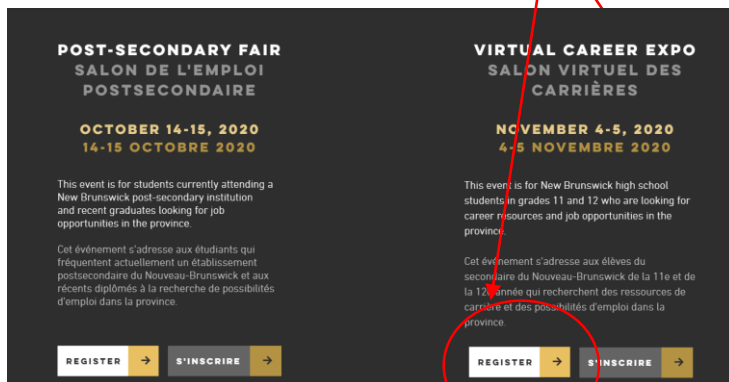 POST-SECONDARY FAIR
SALON DE L'EMPLOI
POSTSECONDAIRE
OCTOBER 14-15, 2020
14-15 OCTOBRE 2020
This event is for students currently attending a
New Brunswick post-secondary institution
and recent graduates looking for job
opportunities in the province.
Cet événement s'adresse aux étudiants qui
fréquentent actuellement un établissement
postsecondaire du Nouveau-Brunswick et aux
récents diplômés à la recherche de possibilités
d'emploi dans la province.
REGISTER →
S'INSCRIRE →
VIRTUAL CAREER EXPO
SALON VIRTUEL DES
CARRIÈRES
NOVEMBER 4-5, 2020
4-5 NOVEMBRE 2020
This event is for New Brunswick high school
students in grades 11 and 12 who are looking for
career resources and job opportunities in the
province.
Cet événement s'adresse aux élèves du
secondaire du Nouveau-Brunswick de la 11e et de
la 12e année qui recherchent des ressources de
carrière et des possibilités d'emploi dans la
province.
REGISTER →
S'INSCRIRE →